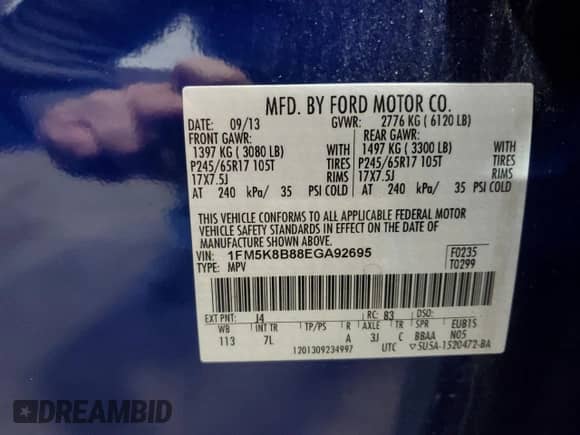 MFD. BY FORD MOTOR CO.
DATE: 09/13 GVWR: 2776 KG ( 6120 LB)
FRONT GAWR: REAR GAWR:
1397 KG ( 3080 LB) WITH 1497 KG ( 3300 LB) WITH
P245/65R17 105T TIRES P245/65R17 105T TIRES
17X7.5J RIMS 17X7.5J RIMS
AT 240 kPa/ 35 PSI COLD AT 240 kPa/ 35 PSI COLD
THIS VEHICLE CONFORMS TO ALL APPLICABLE FEDERAL MOTOR
VEHICLE SAFETY STANDARDS IN EFFECT ON THE DATE OF
MANUFACTURE SHOWN ABOVE.
VIN: 1FM5K8B88EGA92695 F0235
TYPE: MPV T0299
EXT PNT: J4 RC: 83 DSO:
WB INT TR TP/PS R AXLE TR SPR EUB1S
113 7L A 3J C BBAA N05
1201309234997 UTC ▽5U5A-1520472-BA
DREAMBID